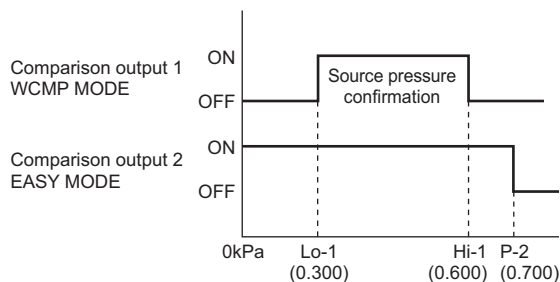 Comparison output 1
WCMP MODE
ON
OFF
Source pressure
confirmation
Comparison output 2
EASY MODE
ON
OFF
0kPa
Lo-1
(0.300)
Hi-1
(0.600)
P-2
(0.700)